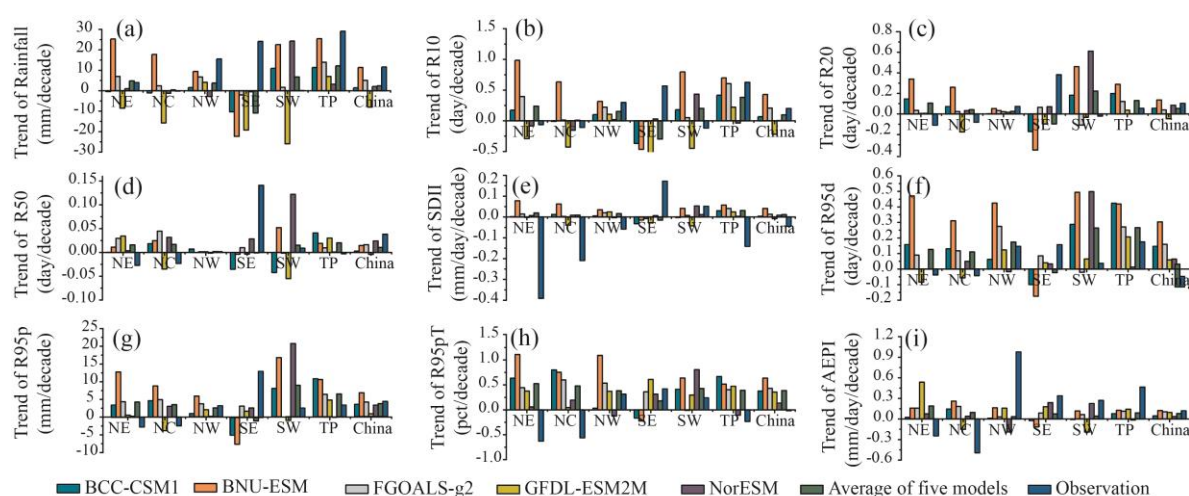 (a)
Trend of Rainfall
(mm/decade)
30
20
10
0
-10
-20
-30
NE NC NW SE SW TP China
(b)
Trend of R10
(day/decade)
1.5
1.0
0.5
0.0
-0.5
NE NC NW SE SW TP China
(c)
Trend of R20
(day/decade0
0.8
0.6
0.4
0.2
0.0
-0.2
-0.4
NE NC NW SE SW TP China
(d)
Trend of R50
(day/decade)
0.15
0.10
0.05
0.00
-0.05
-0.10
NE NC NW SE SW TP China
(e)
Trend of SDII
(mm/day/decade)
0.2
0.1
0.0
-0.1
-0.2
-0.3
-0.4
NE NC NW SE SW TP China
(f)
Trend of R95d
(day/decade)
0.6
0.5
0.4
0.3
0.2
0.1
0.0
-0.1
-0.2
NE NC NW SE SW TP China
(g)
Trend of R95p
(mm/decade)
25
20
15
10
5
0
-5
-10
NE NC NW SE SW TP China
(h)
Trend of R95pT
(pct/decade)
1.5
1.0
0.5
0.0
-0.5
-1.0
NE NC NW SE SW TP China
(i)
Trend of AEPI
(mm/day/decade)
1.2
0.9
0.6
0.3
0.0
-0.3
-0.6
NE NC NW SE SW TP China
BCC-CSM1 BNU-ESM FGOALS-g2 GFDL-ESM2M NorESM Average of five models Observation